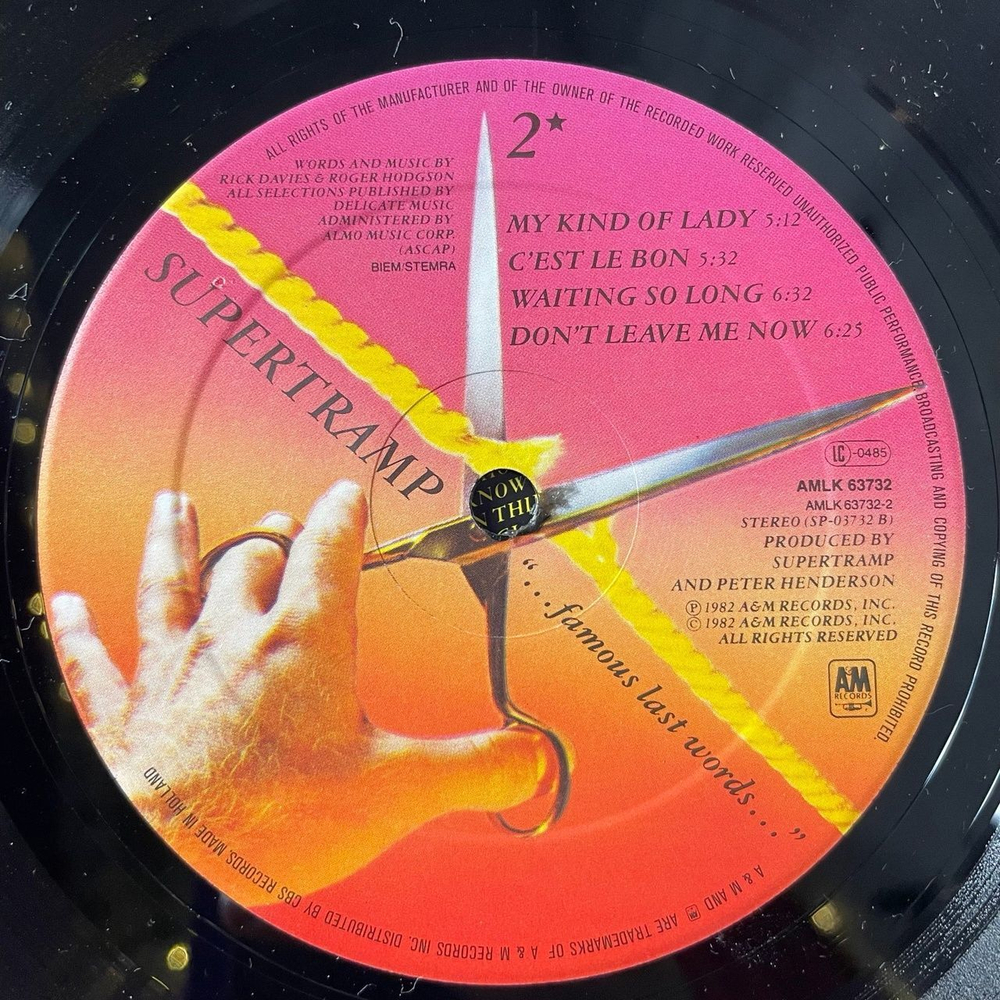 ALL RIGHTS OF THE MANUFACTURER AND OF THE OWNER OF THE RECORDED WORK RESERVED UNAUTHORIZED PUBLIC PERFORMANCE BROADCASTING AND COPYING OF THIS RECORD PROHIBITED.
2★
WORDS AND MUSIC BY
RICK DAVIES & ROGER HODGSON
ALL SELECTIONS PUBLISHED BY
DELICATE MUSIC
ADMINISTERED BY
ALMO MUSIC CORP.
(ASCAP)
BIEM/STEMRA
MY KIND OF LADY 5:12
C'EST LE BON 5:32
WAITING SO LONG 6:32
DON'T LEAVE ME NOW 6:25
SUPERTRAMP
KNOW
N THI
LC-0485
AMLK 63732
AMLK 63732-2
STEREO (SP-03732 B)
PRODUCED BY
SUPERTRAMP
AND PETER HENDERSON
℗ 1982 A&M RECORDS, INC.
© 1982 A&M RECORDS, INC.
ALL RIGHTS RESERVED
A&M
RECORDS
"...famous last words..."
A & M AND A&M ARE TRADEMARKS OF A & M RECORDS INC. DISTRIBUTED BY CBS RECORDS. MADE IN HOLLAND